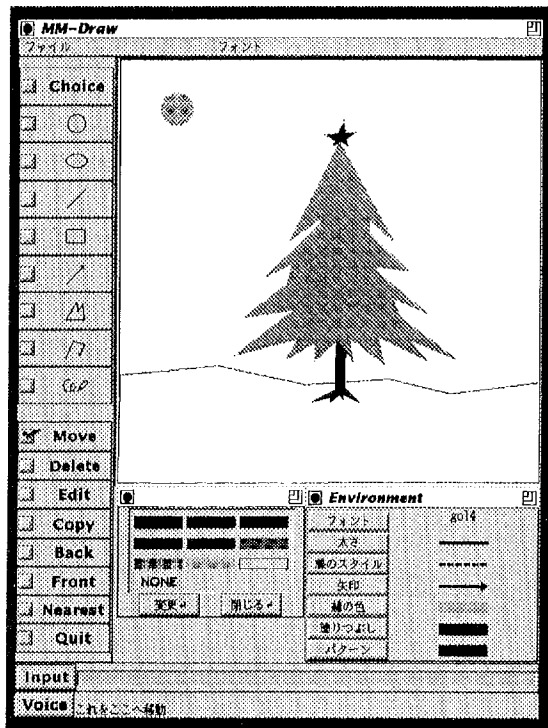 MM-Draw
ファイル フォント
Choice
Move
Delete
Edit
Copy
Back
Front
Nearest
Quit
NONE
変更 閉じる
Environment
フォント gol4
太さ
線のスタイル
矢印
線の色
塗りつぶし
パターン
Input
Voice これをここへ移動